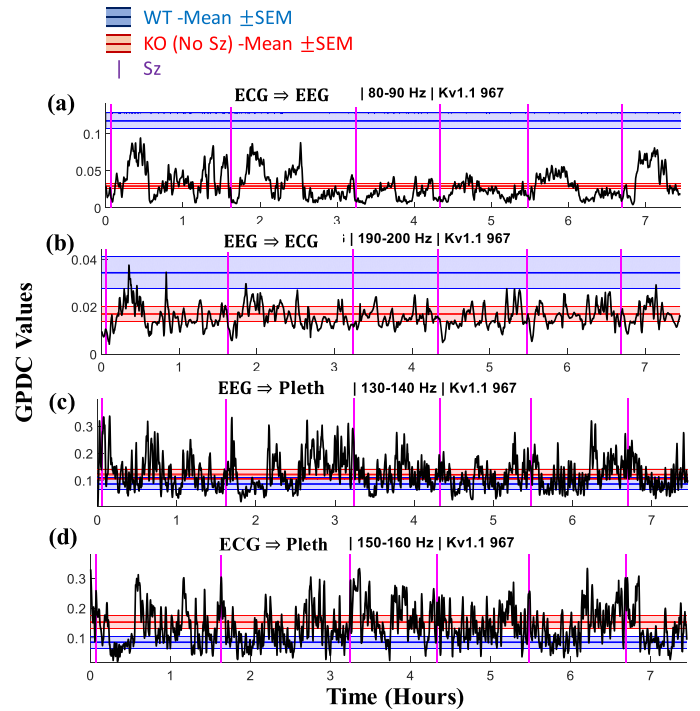 WT -Mean ±SEM
KO (No Sz) -Mean ±SEM
Sz
(a)
ECG ⇒ EEG | 80-90 Hz | Kv1.1 967
0.1
0.05
0
0 1 2 3 4 5 6 7
(b)
EEG ⇒ ECG | 190-200 Hz | Kv1.1 967
0.04
0.02
0
0 1 2 3 4 5 6 7
GPDC Values
(c)
EEG ⇒ Pleth | 130-140 Hz | Kv1.1 967
0.3
0.2
0.1
0 1 2 3 4 5 6 7
(d)
ECG ⇒ Pleth | 150-160 Hz | Kv1.1 967
0.3
0.2
0.1
0 1 2 3 4 5 6 7
Time (Hours)